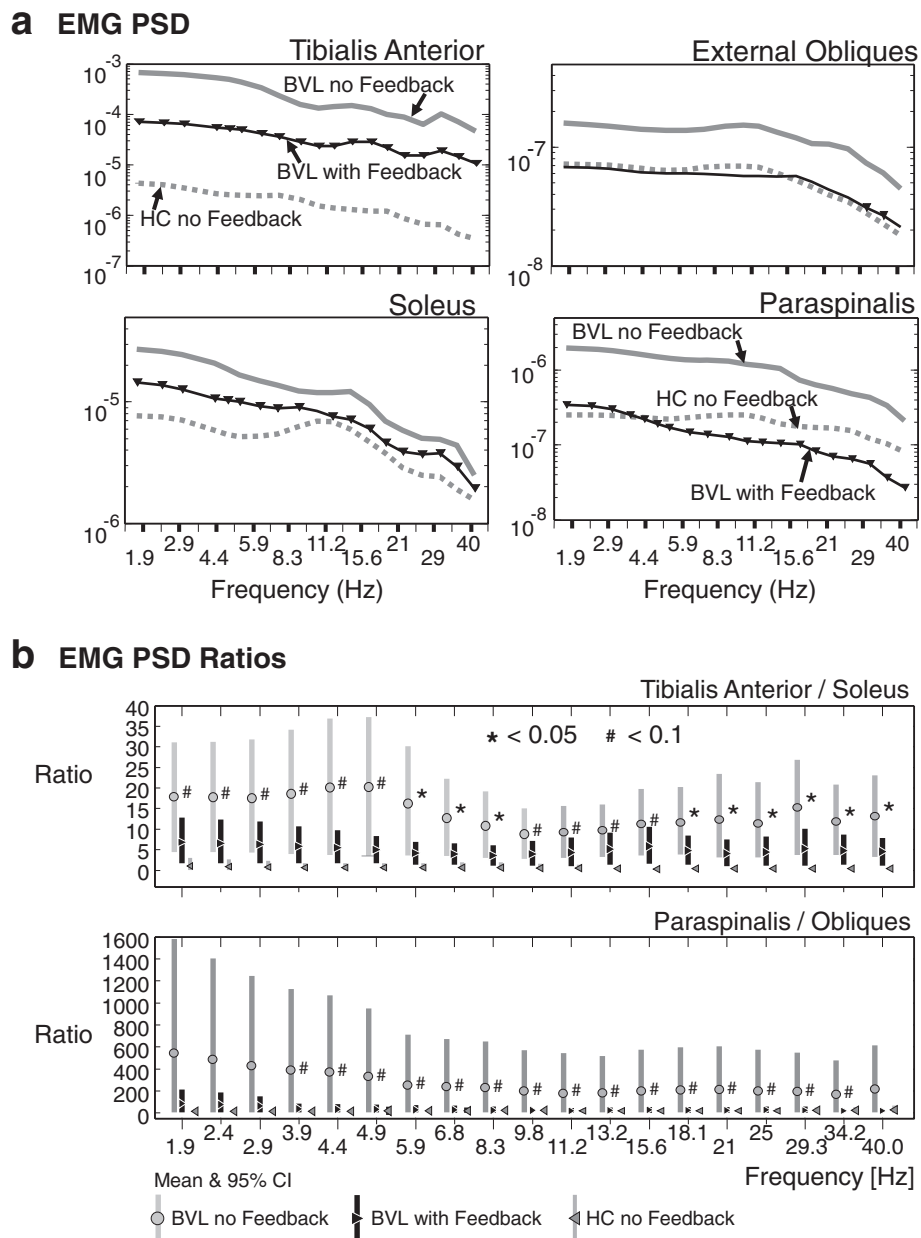 a EMG PSD
Tibialis Anterior
10^-3
10^-4
10^-5
10^-6
10^-7
BVL no Feedback
BVL with Feedback
HC no Feedback
External Obliques
10^-7
10^-8
Soleus
10^-5
10^-6
1.9 2.9 4.4 5.9 8.3 11.2 15.6 21 29 40
Frequency (Hz)
Paraspinalis
10^-6
10^-7
10^-8
BVL no Feedback
HC no Feedback
BVL with Feedback
1.9 2.9 4.4 5.9 8.3 11.2 15.6 21 29 40
Frequency (Hz)
b EMG PSD Ratios
Tibialis Anterior / Soleus
* < 0.05 # < 0.1
Ratio
40
35
30
25
20
15
10
5
0
# # # # # # * * * # # # # * * * * * *
Paraspinalis / Obliques
Ratio
1600
1400
1200
1000
800
600
400
200
0
# # # # # # # # # # # # # # #
1.9 2.4 2.9 3.9 4.4 4.9 5.9 6.8 8.3 9.8 11.2 13.2 15.6 18.1 21 25 29.3 34.2 40.0
Frequency [Hz]
Mean & 95% CI
BVL no Feedback BVL with Feedback HC no Feedback